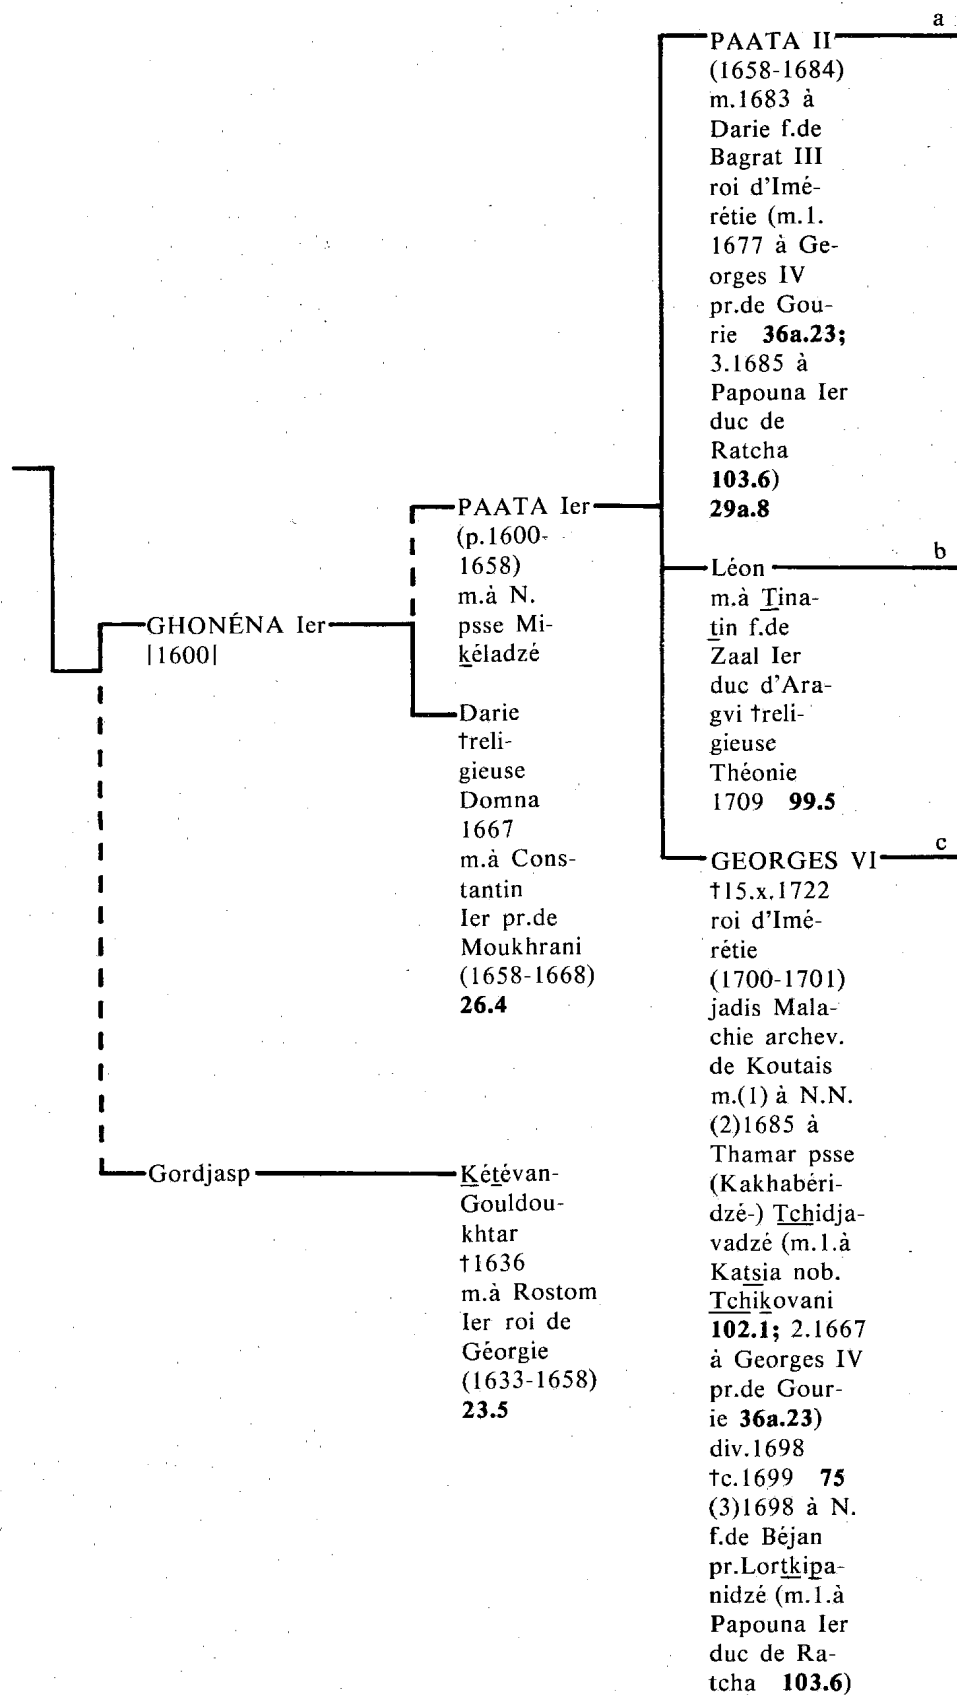 GHONÉNA Ier
|1600|
Gordjasp
PAATA Ier
(p.1600-
1658)
m.à N.
psse Mi-
kéladzé
Darie
†reli-
gieuse
Domna
1667
m.à Cons-
tantin
Ier pr.de
Moukhrani
(1658-1668)
26.4
Kétévan-
Gouldou-
khtar
†1636
m.à Rostom
Ier roi de
Géorgie
(1633-1658)
23.5
a
PAATA II
(1658-1684)
m.1683 à
Darie f.de
Bagrat III
roi d'Imé-
rétie (m.1.
1677 à Ge-
orges IV
pr.de Gou-
rie 36a.23;
3.1685 à
Papouna Ier
duc de
Ratcha
103.6)
29a.8
b
Léon
m.à Tina-
tin f.de
Zaal Ier
duc d'Ara-
gvi †reli-
gieuse
Théonie
1709 99.5
c
GEORGES VI
†15.x.1722
roi d'Imé-
rétie
(1700-1701)
jadis Mala-
chie archev.
de Koutais
m.(1) à N.N.
(2)1685 à
Thamar psse
(Kakhabéri-
dzé-) Tchidja-
vadzé (m.1.à
Katsia nob.
Tchikovani
102.1; 2.1667
à Georges IV
pr.de Gour-
ie 36a.23)
div.1698
†c.1699 75
(3)1698 à N.
f.de Béjan
pr.Lortkipa-
nidzé (m.1.à
Papouna Ier
duc de Ra-
tcha 103.6)